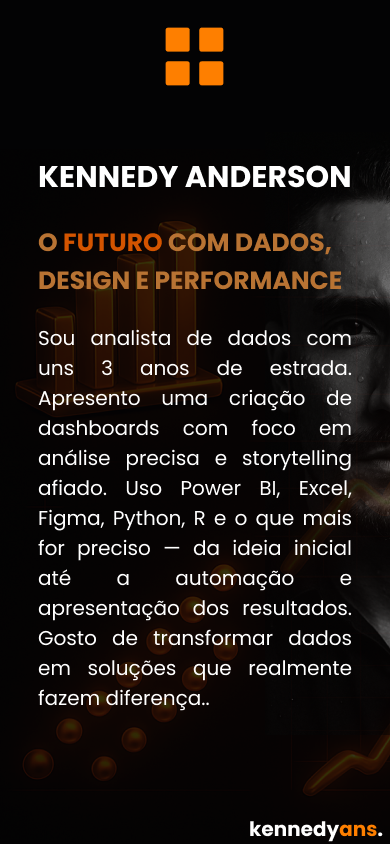 KENNEDY ANDERSON
O FUTURO COM DADOS,
DESIGN E PERFORMANCE
Sou analista de dados com
uns 3 anos de estrada.
Apresento uma criação de
dashboards com foco em
análise precisa e storytelling
afiado. Uso Power BI, Excel,
Figma, Python, R e o que mais
for preciso — da ideia inicial
até a automação e
apresentação dos resultados.
Gosto de transformar dados
em soluções que realmente
fazem diferença..
kennedyans.